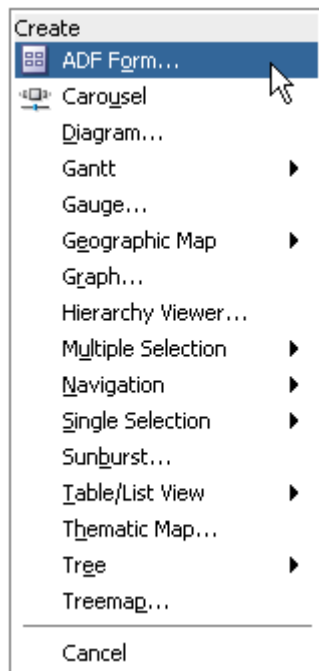 Create
ADF Form...
Carousel
Diagram...
Gantt
Gauge...
Geographic Map
Graph...
Hierarchy Viewer...
Multiple Selection
Navigation
Single Selection
Sunburst...
Table/List View
Thematic Map...
Tree
Treemap...
Cancel